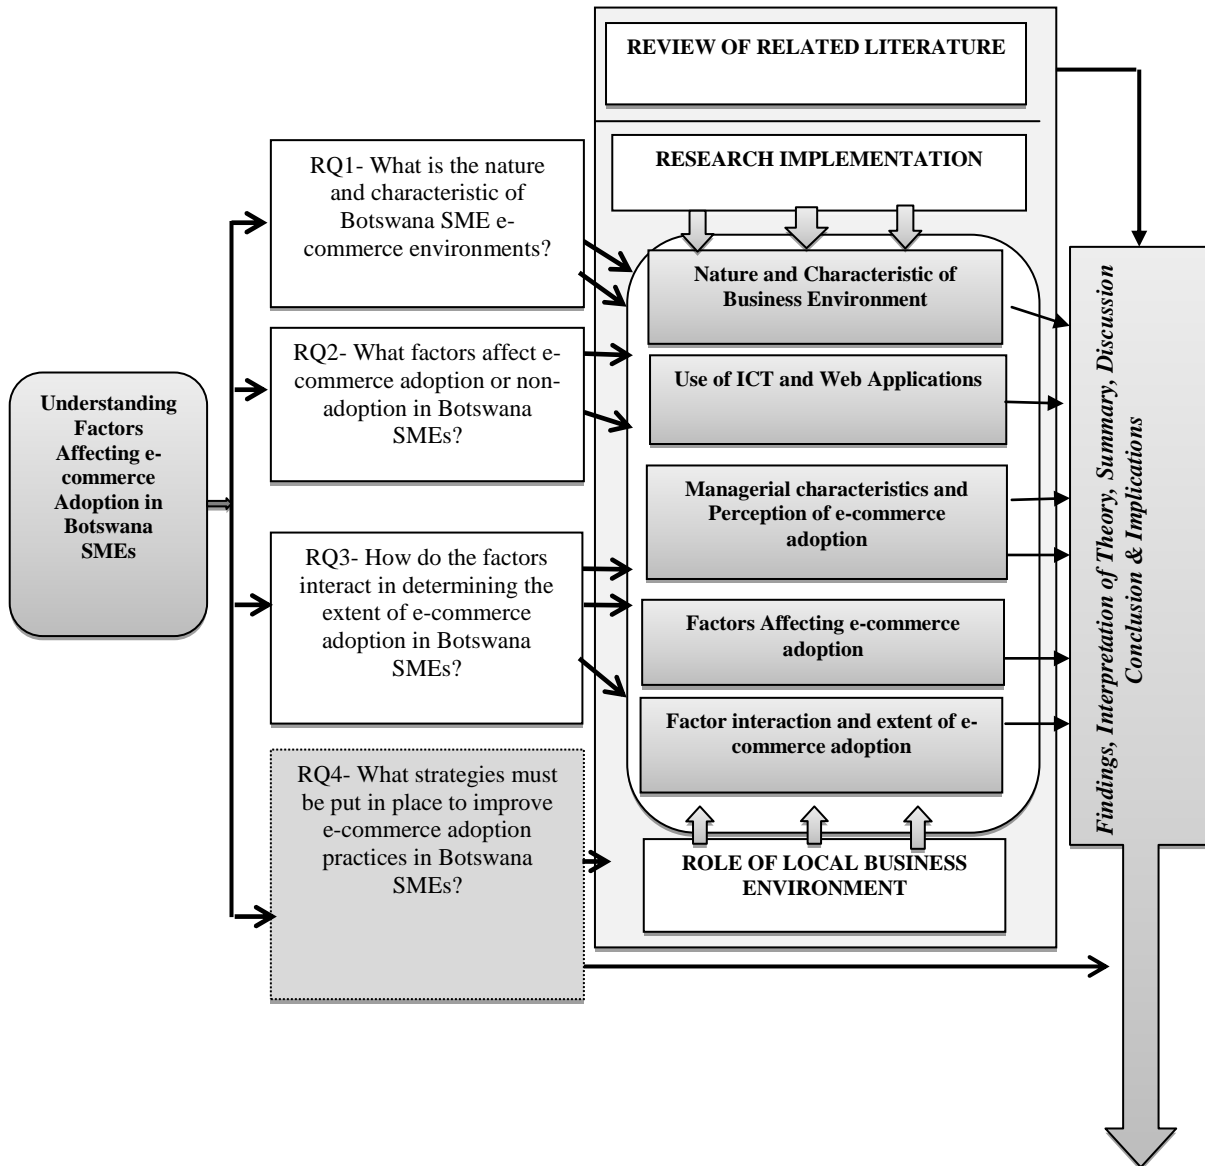 REVIEW OF RELATED LITERATURE
RESEARCH IMPLEMENTATION
RQ1- What is the nature
and characteristic of
Botswana SME e-
commerce environments?
RQ2- What factors affect e-
commerce adoption or non-
adoption in Botswana
SMEs?
Understanding
Factors
Affecting e-
commerce
Adoption in
Botswana
SMEs
RQ3- How do the factors
interact in determining the
extent of e-commerce
adoption in Botswana
SMEs?
RQ4- What strategies must
be put in place to improve
e-commerce adoption
practices in Botswana
SMEs?
Nature and Characteristic of
Business Environment
Use of ICT and Web Applications
Managerial characteristics and
Perception of e-commerce
adoption
Factors Affecting e-commerce
adoption
Factor interaction and extent of e-
commerce adoption
ROLE OF LOCAL BUSINESS
ENVIRONMENT
Findings, Interpretation of Theory, Summary, Discussion
Conclusion & Implications